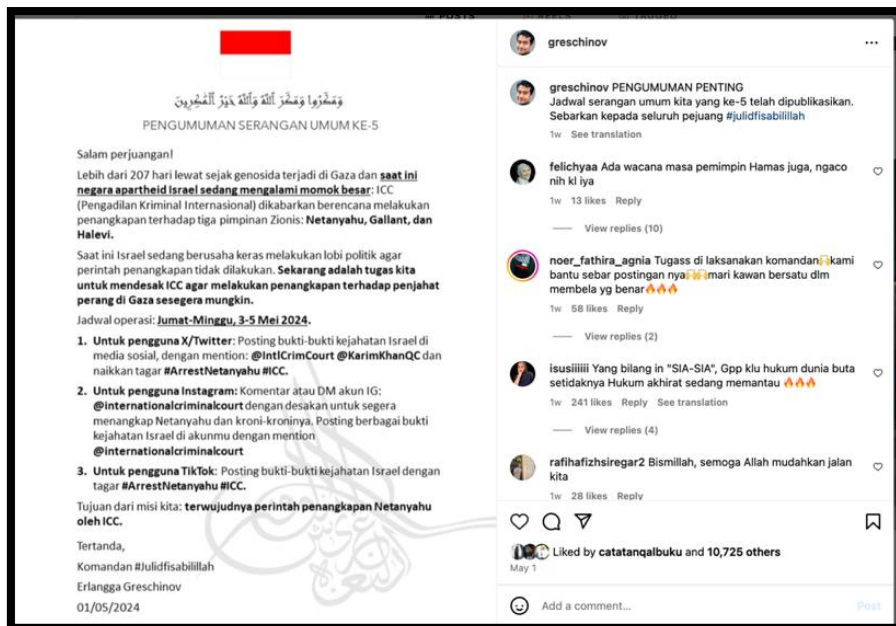 وَمَكَرُوا وَمَكَرَ ٱللَّهُ وَٱللَّهُ خَيْرُ ٱلْمَٰكِرِينَ
PENGUMUMAN SERANGAN UMUM KE-5
Salam perjuangan!
Lebih dari 207 hari lewat sejak genosida terjadi di Gaza dan saat ini
negara apartheid Israel sedang mengalami momok besar: ICC
(Pengadilan Kriminal Internasional) dikabarkan berencana melakukan
penangkapan terhadap tiga pimpinan Zionis: Netanyahu, Gallant, dan
Halevi.
Saat ini Israel sedang berusaha keras melakukan lobi politik agar
perintah penangkapan tidak dilakukan. Sekarang adalah tugas kita
untuk mendesak ICC agar melakukan penangkapan terhadap penjahat
perang di Gaza sesegera mungkin.
Jadwal operasi: Jumat-Minggu, 3-5 Mei 2024.
1. Untuk pengguna X/Twitter: Posting bukti-bukti kejahatan Israel di
media sosial, dengan mention: @IntlCrimCourt @KarimKhanQC dan
naikkan tagar #ArrestNetanyahu #ICC.
2. Untuk pengguna Instagram: Komentar atau DM akun IG:
@internationalcriminalcourt dengan desakan untuk segera
menangkap Netanyahu dan kroni-kroninya. Posting berbagai bukti
kejahatan Israel di akunmu dengan mention
@internationalcriminalcourt
3. Untuk pengguna TikTok: Posting bukti-bukti kejahatan Israel dengan
tagar #ArrestNetanyahu #ICC.
Tujuan dari misi kita: terwujudnya perintah penangkapan Netanyahu
oleh ICC.
Tertanda,
Komandan #Julidfisabilillah
Erlangga Greschinov
01/05/2024
greschinov
greschinov PENGUMUMAN PENTING
Jadwal serangan umum kita yang ke-5 telah dipublikasikan.
Sebarkan kepada seluruh pejuang #julidfisabilillah
1w See translation
felichyaa Ada wacana masa pemimpin Hamas juga, ngaco
nih kl iya
1w 13 likes Reply
View replies (10)
noer_fathira_agnia Tugass di laksanakan komandan🙌kami
bantu sebar postingan nya🙌🙌mari kawan bersatu dlm
membela yg benar🔥🔥🔥
1w 58 likes Reply
View replies (2)
isusiiiiii Yang bilang in "SIA-SIA", Gpp klu hukum dunia buta
setidaknya Hukum akhirat sedang memantau 🔥🔥🔥
1w 241 likes Reply See translation
View replies (4)
rafihafizhsiregar2 Bismillah, semoga Allah mudahkan jalan
kita
1w 28 likes Reply
Liked by catatanqalbuku and 10,725 others
May 1
Add a comment...
Post